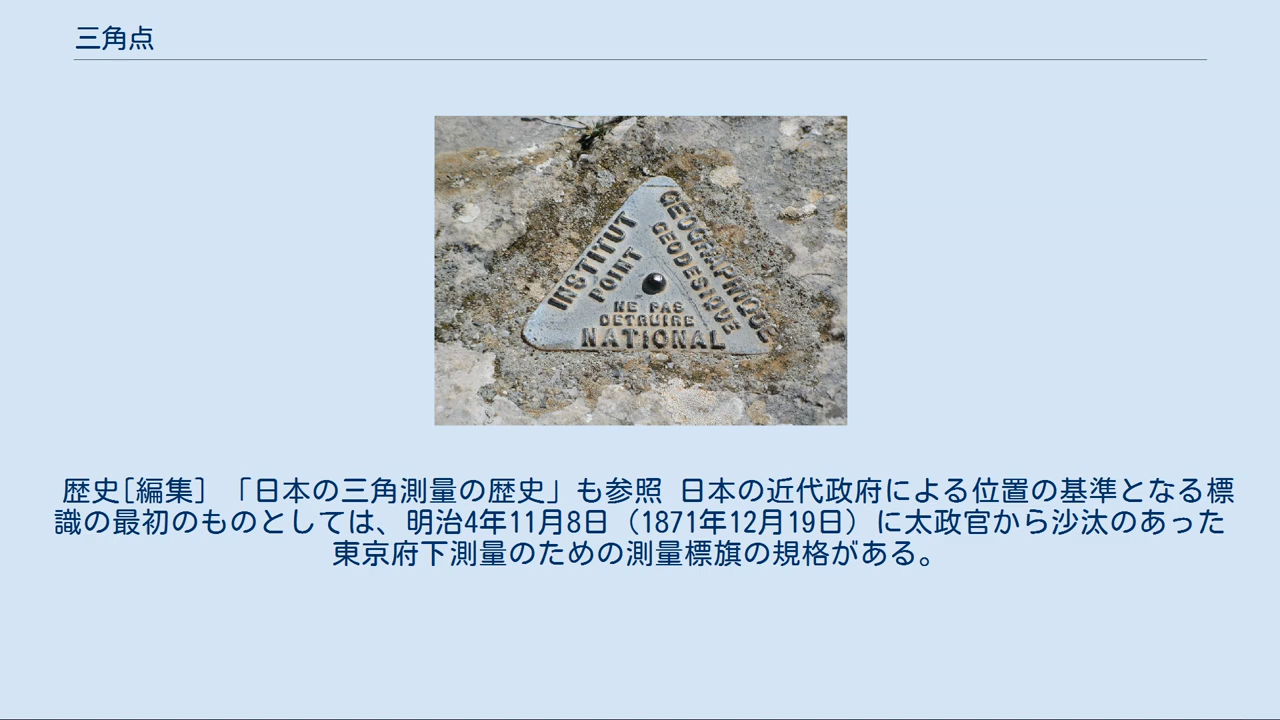 三角点
INSTITUT
GEOGRAPHIQUE
POINT
GEODESIQUE
NE PAS
DETRUIRE
NATIONAL
歴史[編集] 「日本の三角測量の歴史」も参照 日本の近代政府による位置の基準となる標
識の最初のものとしては、明治4年11月8日（1871年12月19日）に太政官から沙汰のあった
東京府下測量のための測量標旗の規格がある。